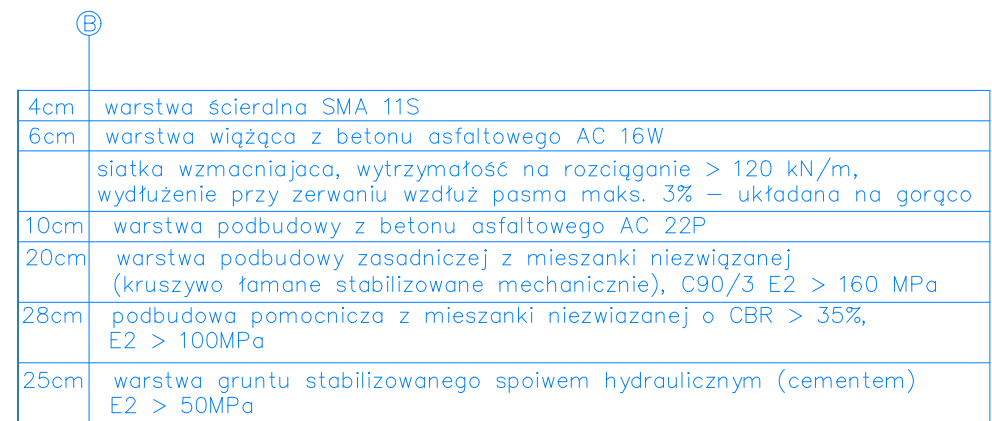 B
4cm warstwa ścieralna SMA 11S
6cm warstwa wiążąca z betonu asfaltowego AC 16W
siatka wzmacniajaca, wytrzymałość na rozciąganie > 120 kN/m,
wydłużenie przy zerwaniu wzdłuż pasma maks. 3% – układana na gorąco
10cm warstwa podbudowy z betonu asfaltowego AC 22P
20cm warstwa podbudowy zasadniczej z mieszanki niezwiązanej
(kruszywo łamane stabilizowane mechanicznie), C90/3 E2 > 160 MPa
28cm podbudowa pomocnicza z mieszanki niezwiazanej o CBR > 35%,
E2 > 100MPa
25cm warstwa gruntu stabilizowanego spoiwem hydraulicznym (cementem)
E2 > 50MPa